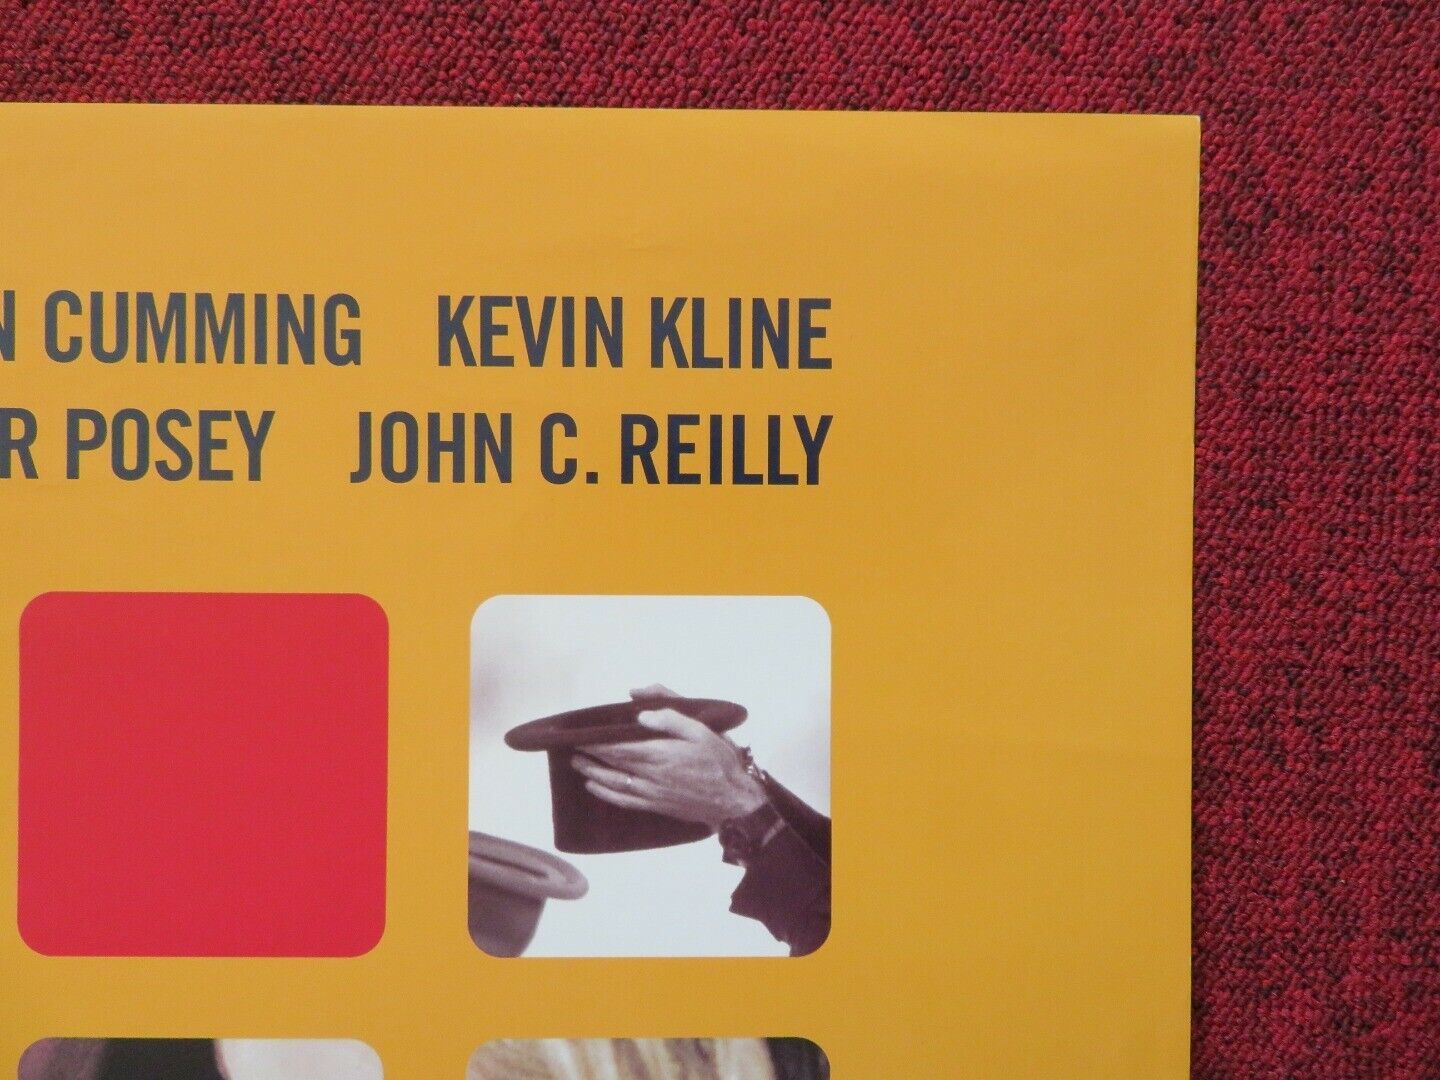 CUMMING KEVIN KLINE
R POSEY JOHN C. REILLY